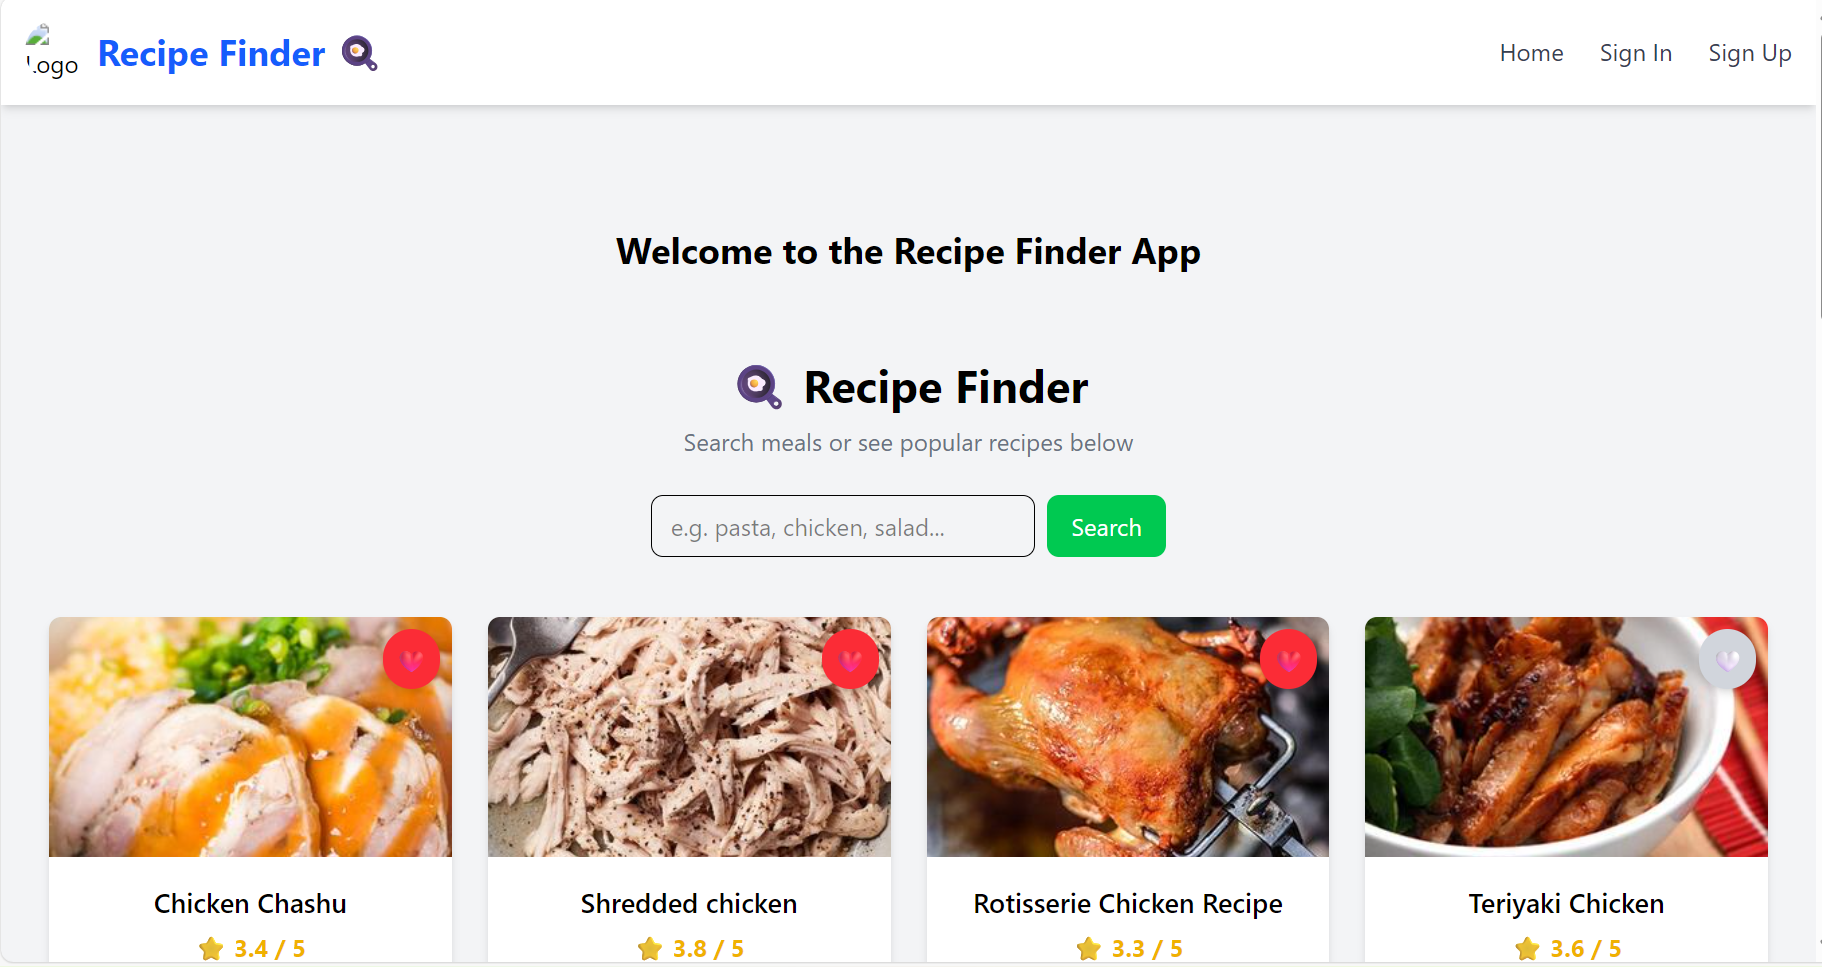 Logo
Recipe Finder
Home
Sign In
Sign Up
Welcome to the Recipe Finder App
Recipe Finder
Search meals or see popular recipes below
e.g. pasta, chicken, salad...
Search
Chicken Chashu
Shredded chicken
Rotisserie Chicken Recipe
Teriyaki Chicken
3.4 / 5
3.8 / 5
3.3 / 5
3.6 / 5